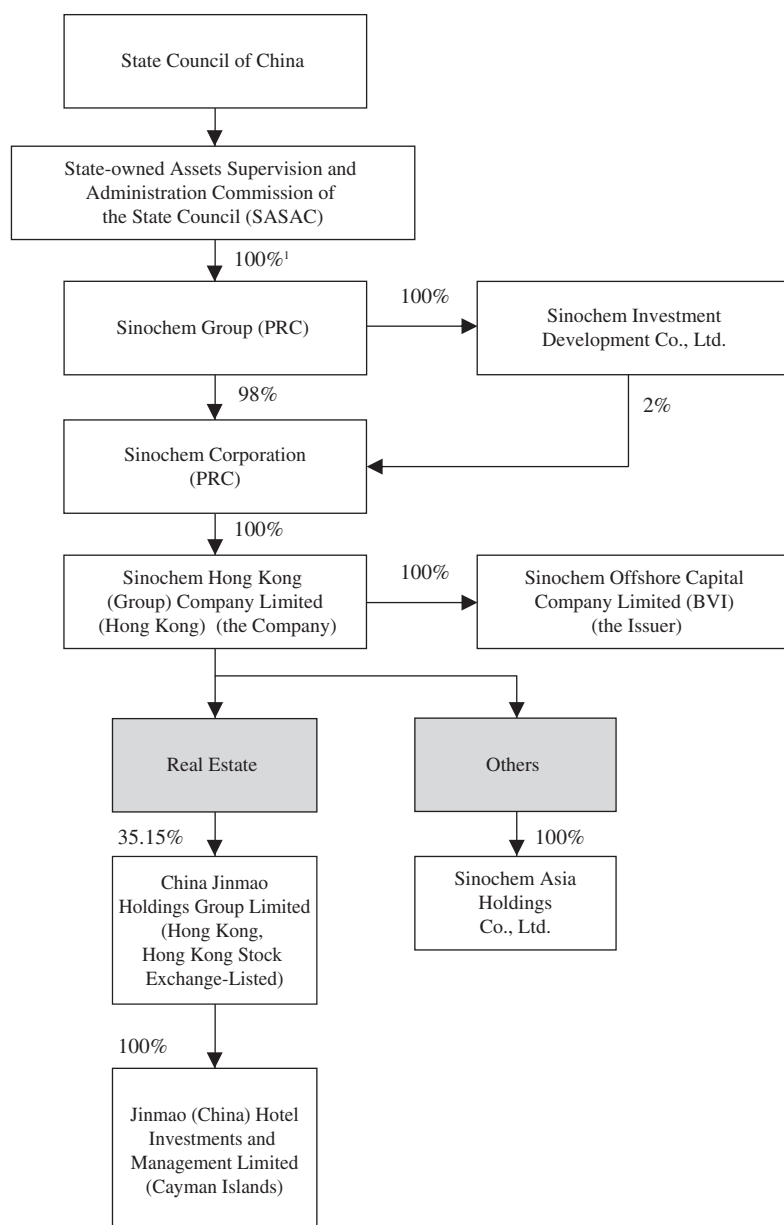 State Council of China
State-owned Assets Supervision and
Administration Commission of
the State Council (SASAC)
100%¹
Sinochem Group (PRC)
100%
Sinochem Investment
Development Co., Ltd.
98%
2%
Sinochem Corporation
(PRC)
100%
Sinochem Hong Kong
(Group) Company Limited
(Hong Kong) (the Company)
100%
Sinochem Offshore Capital
Company Limited (BVI)
(the Issuer)
Real Estate
Others
35.15%
100%
China Jinmao
Holdings Group Limited
(Hong Kong,
Hong Kong Stock
Exchange-Listed)
Sinochem Asia
Holdings
Co., Ltd.
100%
Jinmao (China) Hotel
Investments and
Management Limited
(Cayman Islands)